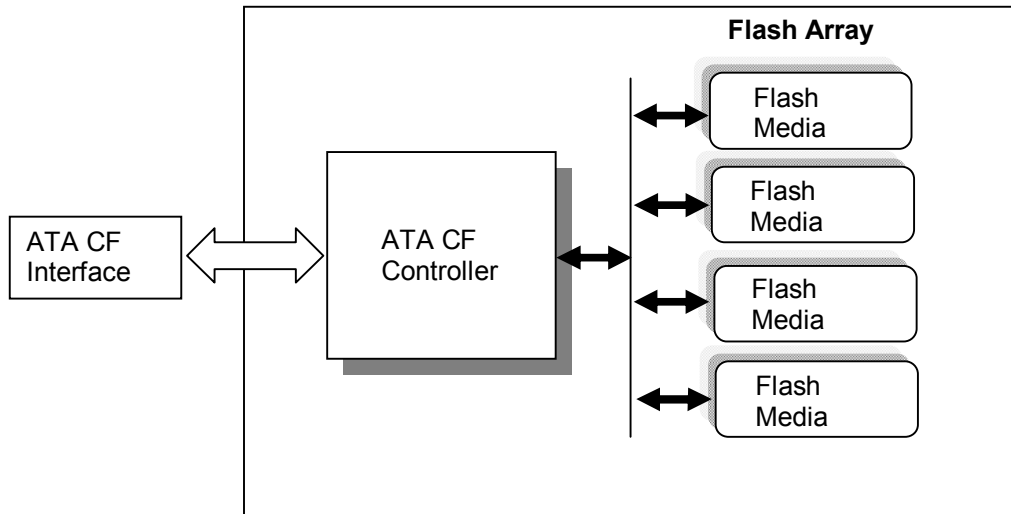 Flash Array
Flash
Media
Flash
Media
ATA CF
Interface
ATA CF
Controller
Flash
Media
Flash
Media